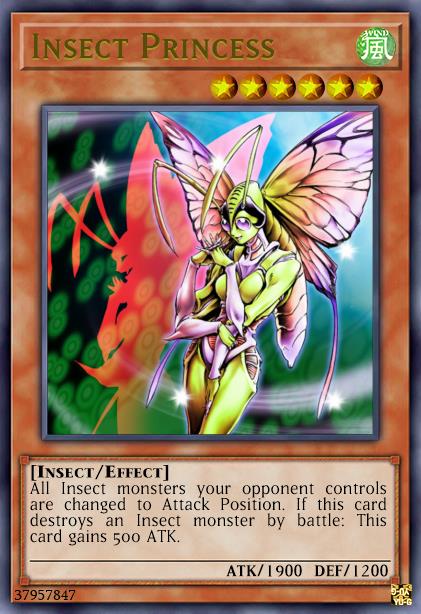 Insect Princess
WIND
風
[Insect/Effect]
All Insect monsters your opponent controls
are changed to Attack Position. If this card
destroys an Insect monster by battle: This
card gains 500 ATK.
ATK/1900 DEF/1200
37957847